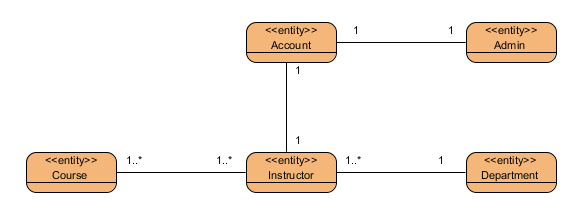 <<entity>>
Account
1
1
<<entity>>
Admin
1
1
<<entity>>
Course
1..*
1..*
<<entity>>
Instructor
1..*
1
<<entity>>
Department